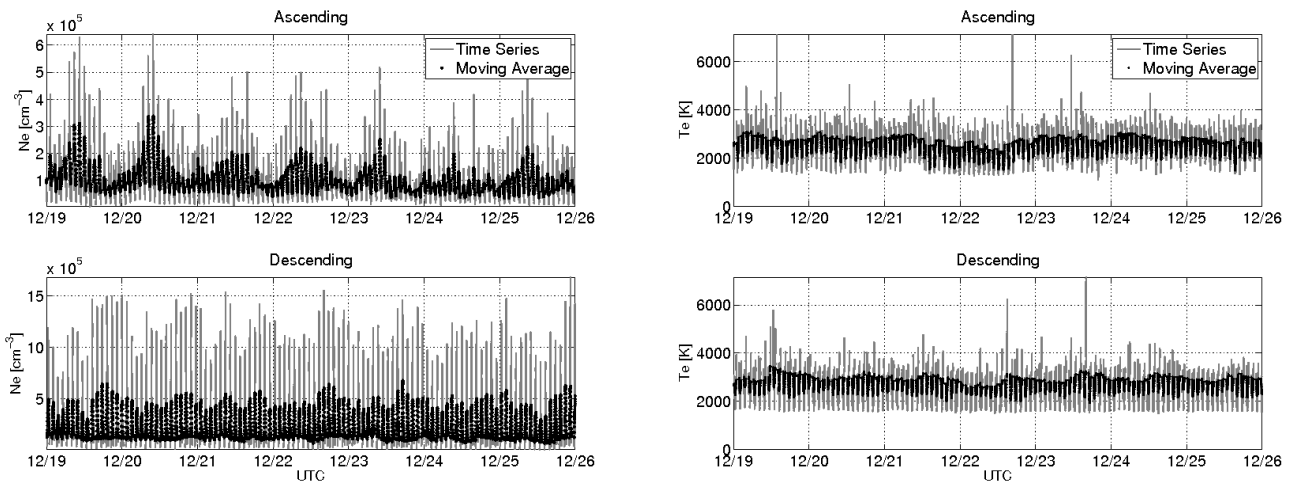 Ascending
x 10⁵
Ne [cm⁻³]
6
5
4
3
2
1
Time Series
Moving Average
12/19 12/20 12/21 12/22 12/23 12/24 12/25 12/26
Ascending
Te [K]
6000
4000
2000
0
Time Series
Moving Average
12/19 12/20 12/21 12/22 12/23 12/24 12/25 12/26
Descending
x 10⁵
Ne [cm⁻³]
15
10
5
12/19 12/20 12/21 12/22 12/23 12/24 12/25 12/26
UTC
Descending
Te [K]
6000
4000
2000
0
12/19 12/20 12/21 12/22 12/23 12/24 12/25 12/26
UTC